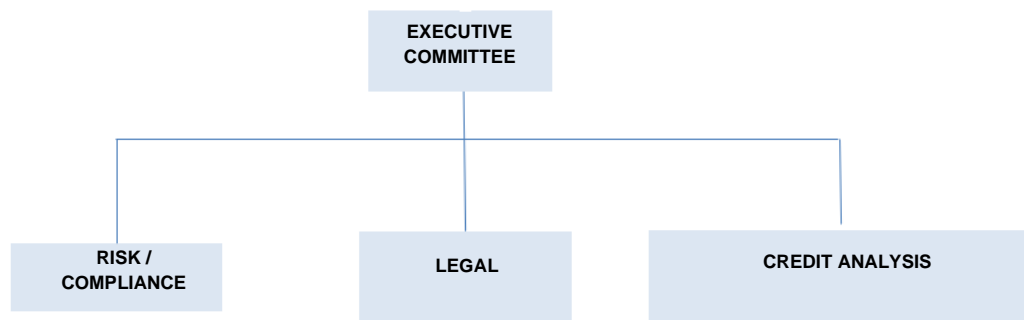 EXECUTIVE
COMMITTEE
RISK /
COMPLIANCE
LEGAL
CREDIT ANALYSIS